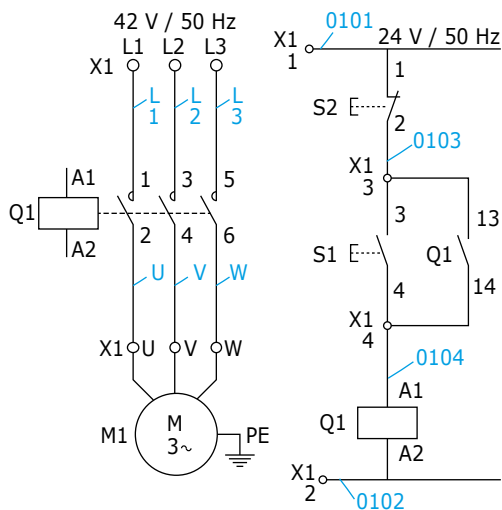 42 V / 50 Hz
L1 L2 L3
X1
L
1
L
2
L
3
A1
Q1
A2
1 3 5
2 4 6
U V W
X1 U V W
M1
M
3~
PE
0101
X1
1
24 V / 50 Hz
1
S2
2
0103
X1
3
3
13
S1
Q1
4
14
X1
4
0104
A1
Q1
A2
X1
2
0102